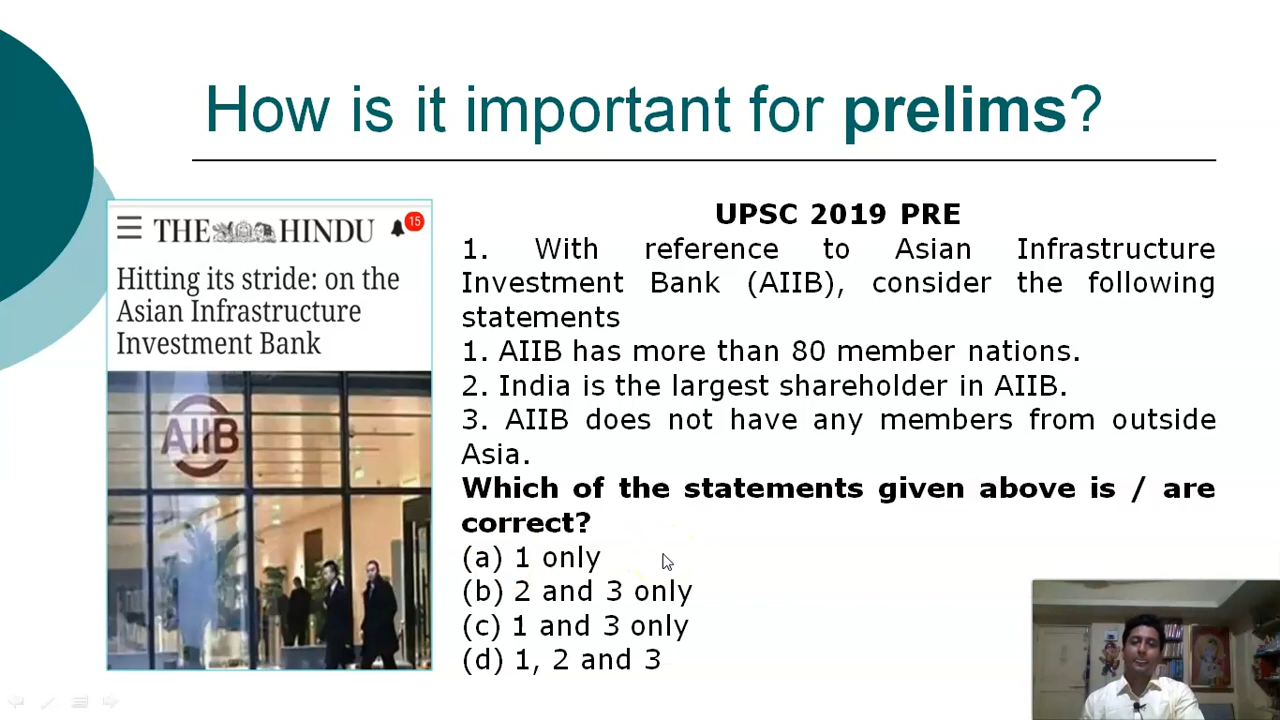 How is it important for prelims?
THE HINDU
15
Hitting its stride: on the
Asian Infrastructure
Investment Bank
AIIB
UPSC 2019 PRE
1. With reference to Asian Infrastructure
Investment Bank (AIIB), consider the following
statements
1. AIIB has more than 80 member nations.
2. India is the largest shareholder in AIIB.
3. AIIB does not have any members from outside
Asia.
Which of the statements given above is / are
correct?
(a) 1 only
(b) 2 and 3 only
(c) 1 and 3 only
(d) 1, 2 and 3